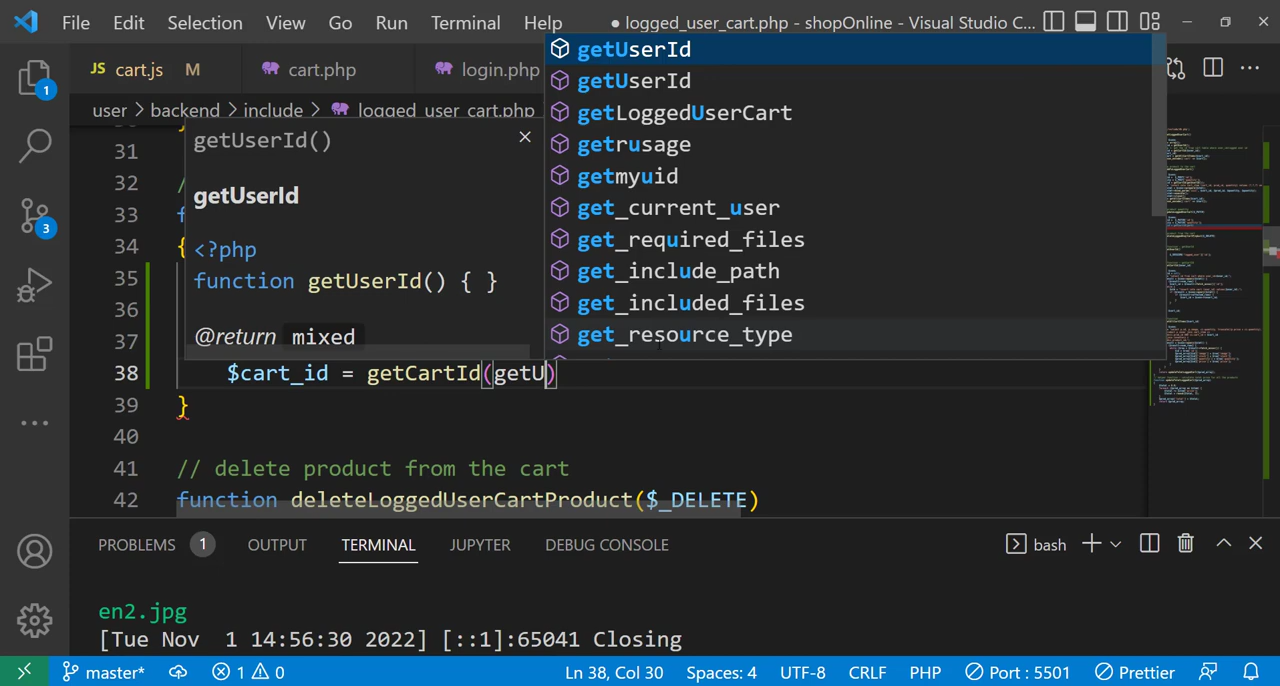 File Edit Selection View Go Run Terminal Help ● logged_user_cart.php - shopOnline - Visual Studio C...
JS cart.js M cart.php login.php
user > backend > include > logged_user_cart.php
1
3
getUserId()
getUserId
<?php
function getUserId() { }
@return mixed
getUserId
getUserId
getLoggedUserCart
getrusage
getmyuid
get_current_user
get_required_files
get_include_path
get_included_files
get_resource_type
31
32 /
33 f
34 {
35
36
37
38 $cart_id = getCartId(getU)
39 }
40
41 // delete product from the cart
42 function deleteLoggedUserCartProduct($_DELETE)
PROBLEMS 1 OUTPUT TERMINAL JUPYTER DEBUG CONSOLE bash
en2.jpg
[Tue Nov 1 14:56:30 2022] [::1]:65041 Closing
master* 1 0 Ln 38, Col 30 Spaces: 4 UTF-8 CRLF PHP Port : 5501 Prettier